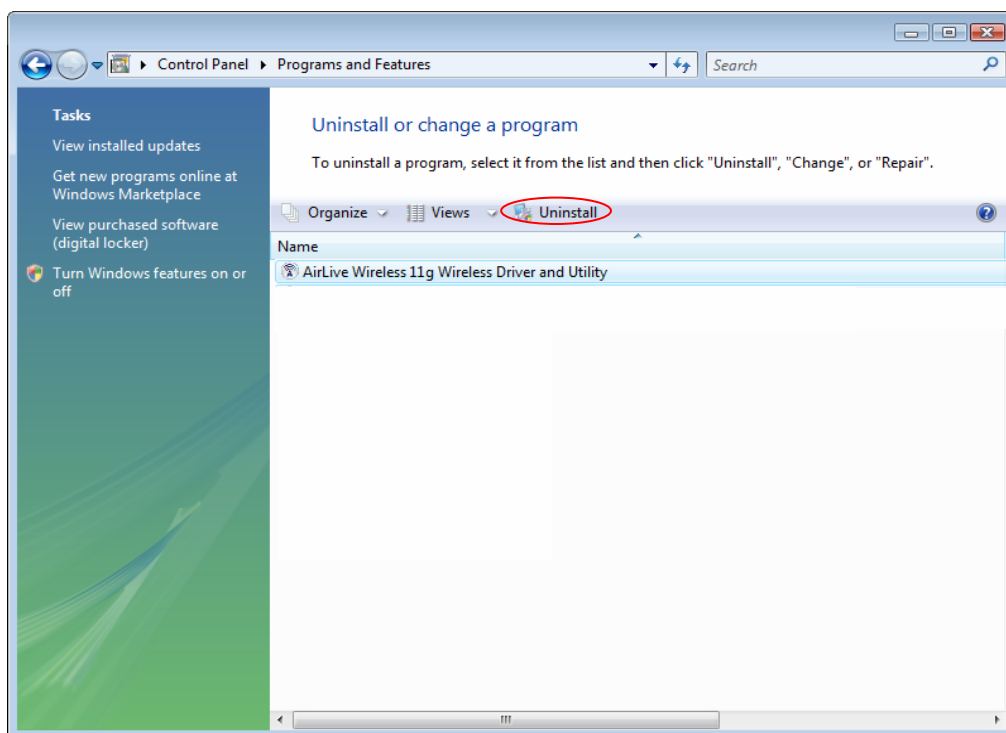 Control Panel Programs and Features
Search
Tasks
View installed updates
Get new programs online at
Windows Marketplace
View purchased software
(digital locker)
Turn Windows features on or
off
Uninstall or change a program
To uninstall a program, select it from the list and then click "Uninstall", "Change", or "Repair".
Organize Views Uninstall
Name
AirLive Wireless 11g Wireless Driver and Utility